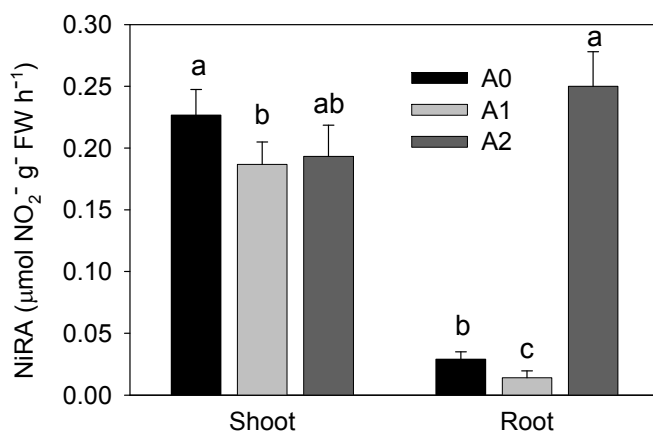 NiRA (μmol NO₂⁻ g⁻ FW h⁻¹)
0.30
0.25
0.20
0.15
0.10
0.05
0.00
a
b
ab
b
c
a
A0
A1
A2
Shoot
Root